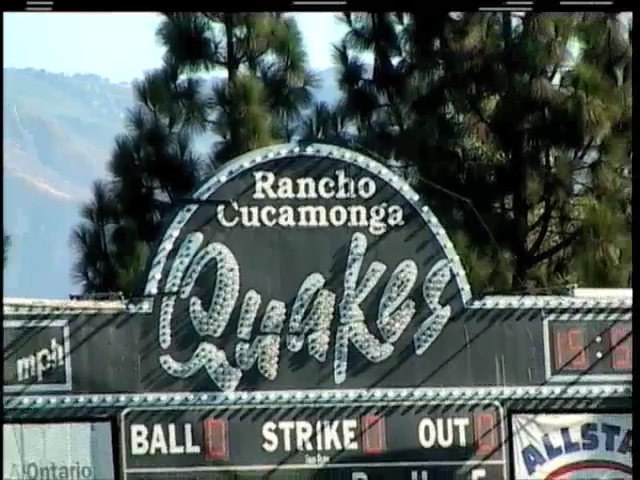 Rancho
Cucamonga
Quakes
mph
BALL STRIKE OUT
Ontario
ALLSTA
R H E